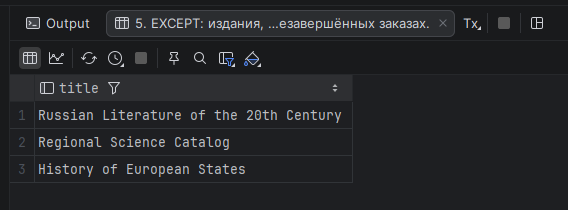 Output
5. EXCEPT: издания, ...езавершённых заказах.
Tx
title
1 Russian Literature of the 20th Century
2 Regional Science Catalog
3 History of European States